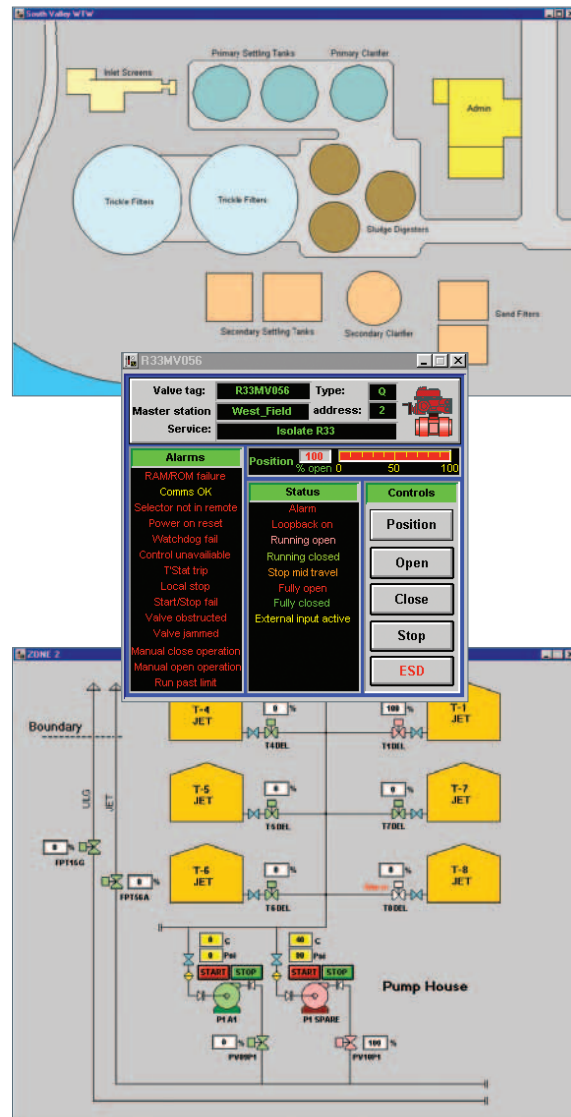 South Valley WTW
Primary Settling Tanks
Primary Clarifier
Inlet Screens
Admin
Trickle Filters
Trickle Filters
Sludge Digesters
Sand Filters
Secondary Settling Tanks
Secondary Clarifier
R33MV056
Valve tag: R33MV056 Type: Q
Master station West_Field address: 2
Service: Isolate R33
Alarms
RAM/ROM failure
Comms OK
Selector not in remote
Power on reset
Watchdog fail
Control unavailiable
T'Stat trip
Local stop
Start/Stop fail
Valve obstructed
Valve jammed
Manual close operation
Manual open operation
Run past limit
Position 100
% open 0 50 100
Status
Alarm
Loopback on
Running open
Running closed
Stop mid travel
Fully open
Fully closed
External input active
Controls
Position
Open
Close
Stop
ESD
ZONE 2
Boundary
ULG
JET
T-4
JET
0 %
T4DEL
100 %
T1DEL
T-1
JET
T-5
JET
0 %
T5DEL
0 %
T7DEL
T-7
JET
0 %
FPT15G
T-6
JET
0 %
T6DEL
0 %
T8DEL
T-8
JET
0 %
FPT56A
0 C
0 Psi
START STOP
P1 A1
40 C
80 Psi
START STOP
P1 SPARE
Pump House
0 %
PV09P1
100 %
PV10P1